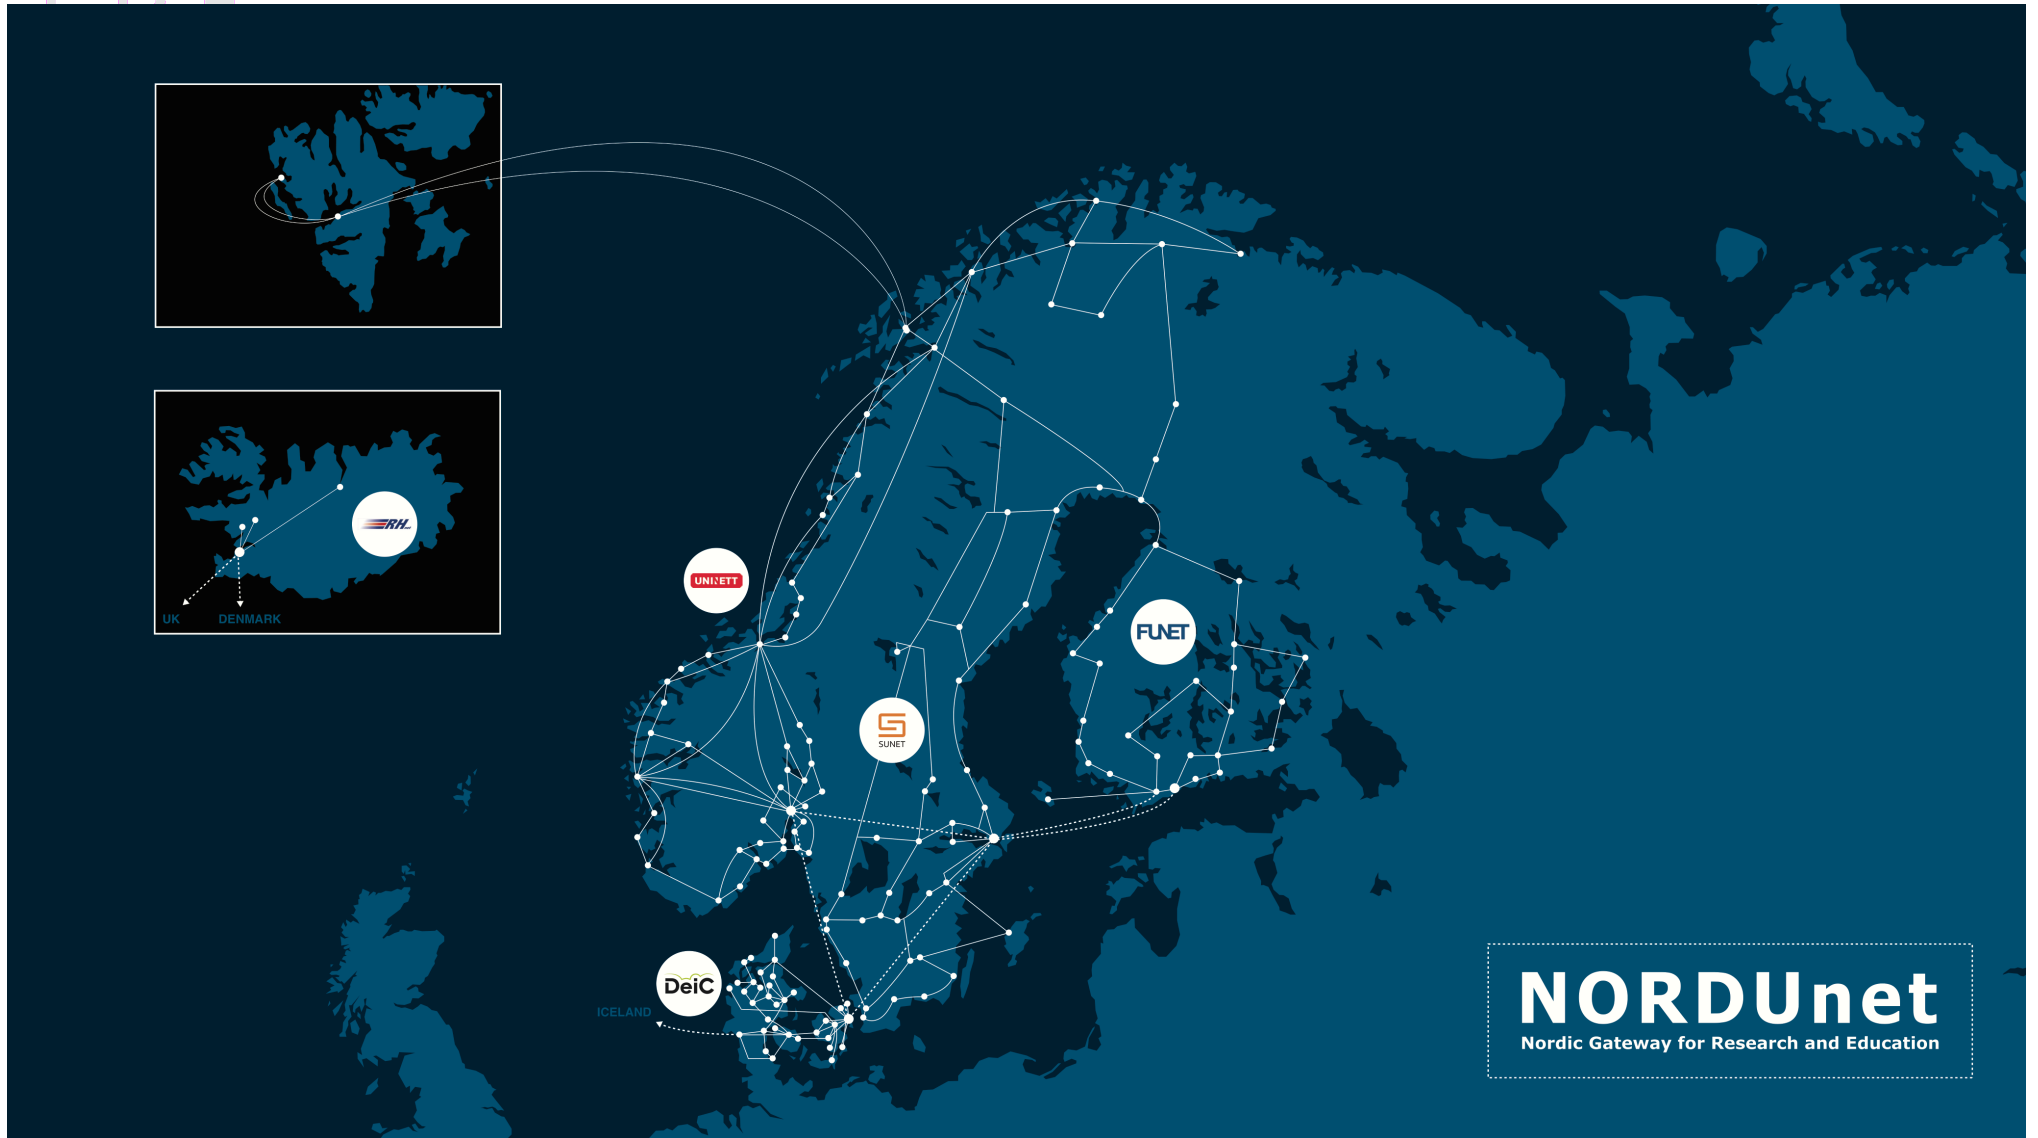 UNINETT
RH
UK
DENMARK
FUNET
SUNET
DeiC
ICELAND
NORDUnet
Nordic Gateway for Research and Education